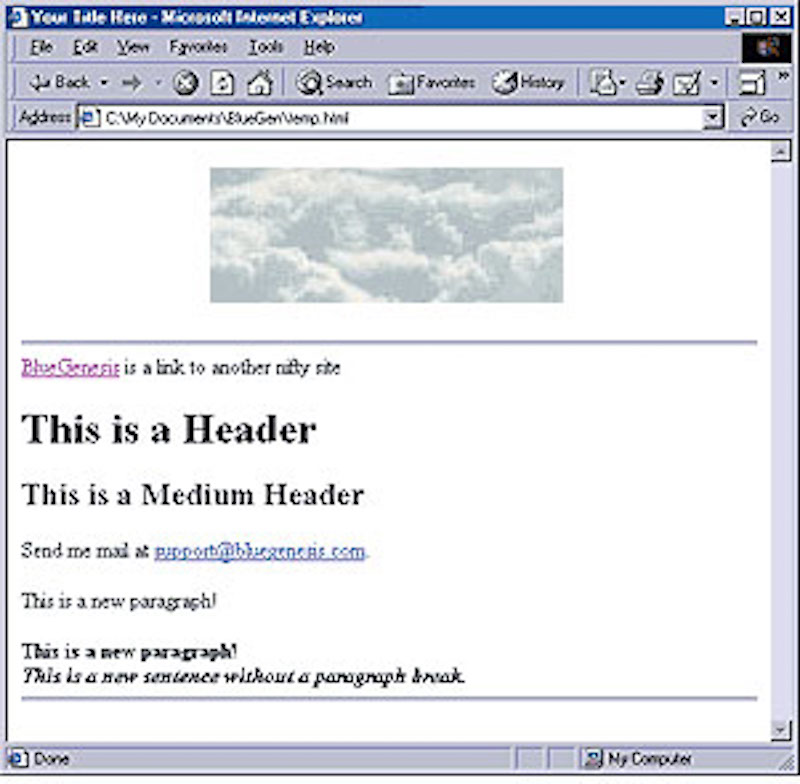 Your Title Here - Microsoft Internet Explorer
File Edit View Favorites Tools Help
Back Search Favorites History
Address C:\My Documents\BlueGen\temp.html Go
BlueGenesis is a link to another nifty site
This is a Header
This is a Medium Header
Send me mail at support@bluegenesis.com.
This is a new paragraph!
This is a new paragraph!
This is a new sentence without a paragraph break.
Done My Computer